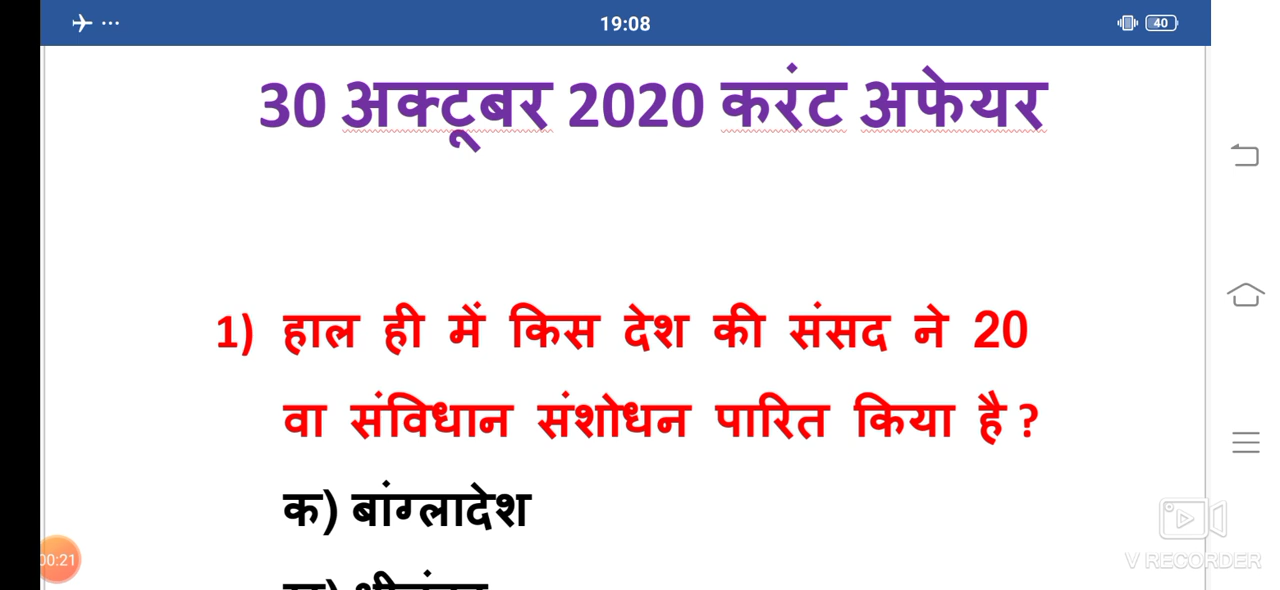 19:08
40
30 अक्टूबर 2020 करंट अफेयर
1) हाल ही में किस देश की संसद ने 20
वा संविधान संशोधन पारित किया है ?
क) बांग्लादेश
00:21
V RECORDER